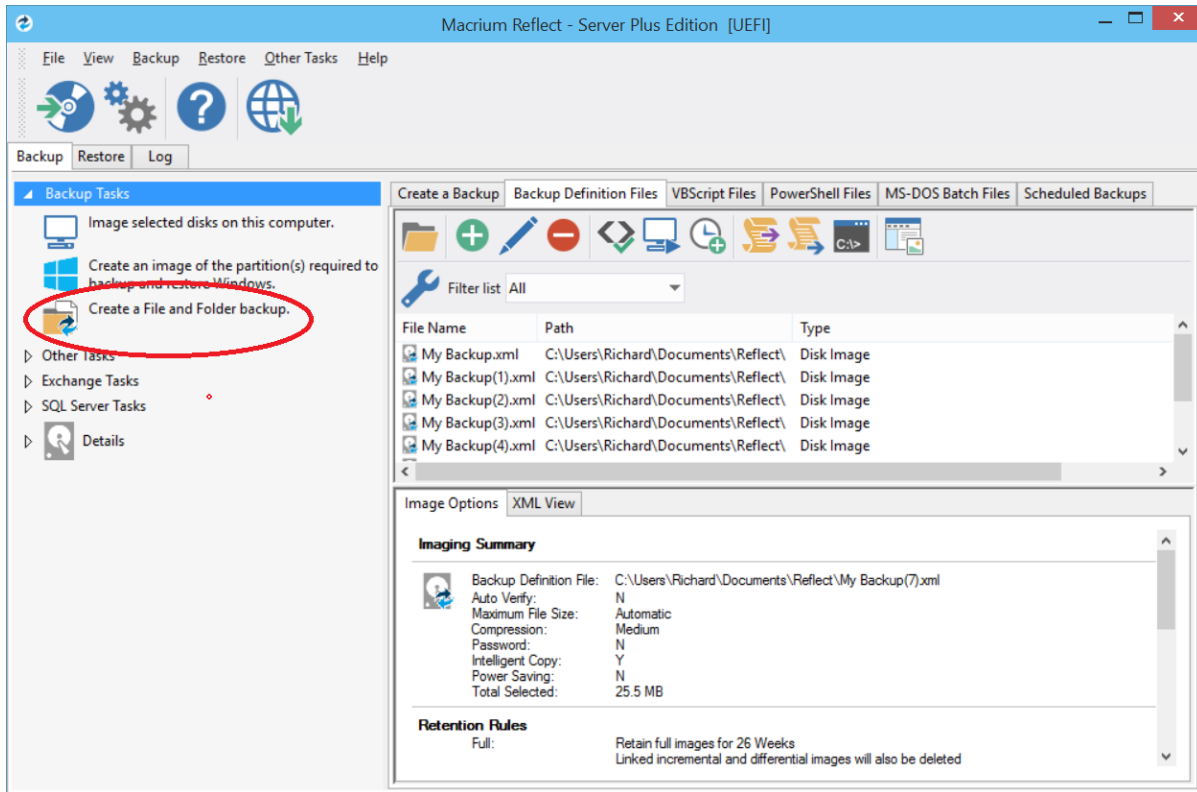 Macrium Reflect - Server Plus Edition [UEFI]
File View Backup Restore Other Tasks Help
Backup Restore Log
Backup Tasks
Image selected disks on this computer.
Create an image of the partition(s) required to
backup and restore Windows.
Create a File and Folder backup.
Other Tasks
Exchange Tasks
SQL Server Tasks
Details
Create a Backup Backup Definition Files VBScript Files PowerShell Files MS-DOS Batch Files Scheduled Backups
C:\>
Filter list All
File Name Path Type
My Backup.xml C:\Users\Richard\Documents\Reflect\ Disk Image
My Backup(1).xml C:\Users\Richard\Documents\Reflect\ Disk Image
My Backup(2).xml C:\Users\Richard\Documents\Reflect\ Disk Image
My Backup(3).xml C:\Users\Richard\Documents\Reflect\ Disk Image
My Backup(4).xml C:\Users\Richard\Documents\Reflect\ Disk Image
Image Options XML View
Imaging Summary
Backup Definition File: C:\Users\Richard\Documents\Reflect\My Backup(7).xml
Auto Verify: N
Maximum File Size: Automatic
Compression: Medium
Password: N
Intelligent Copy: Y
Power Saving: N
Total Selected: 25.5 MB
Retention Rules
Full: Retain full images for 26 Weeks
Linked incremental and differential images will also be deleted